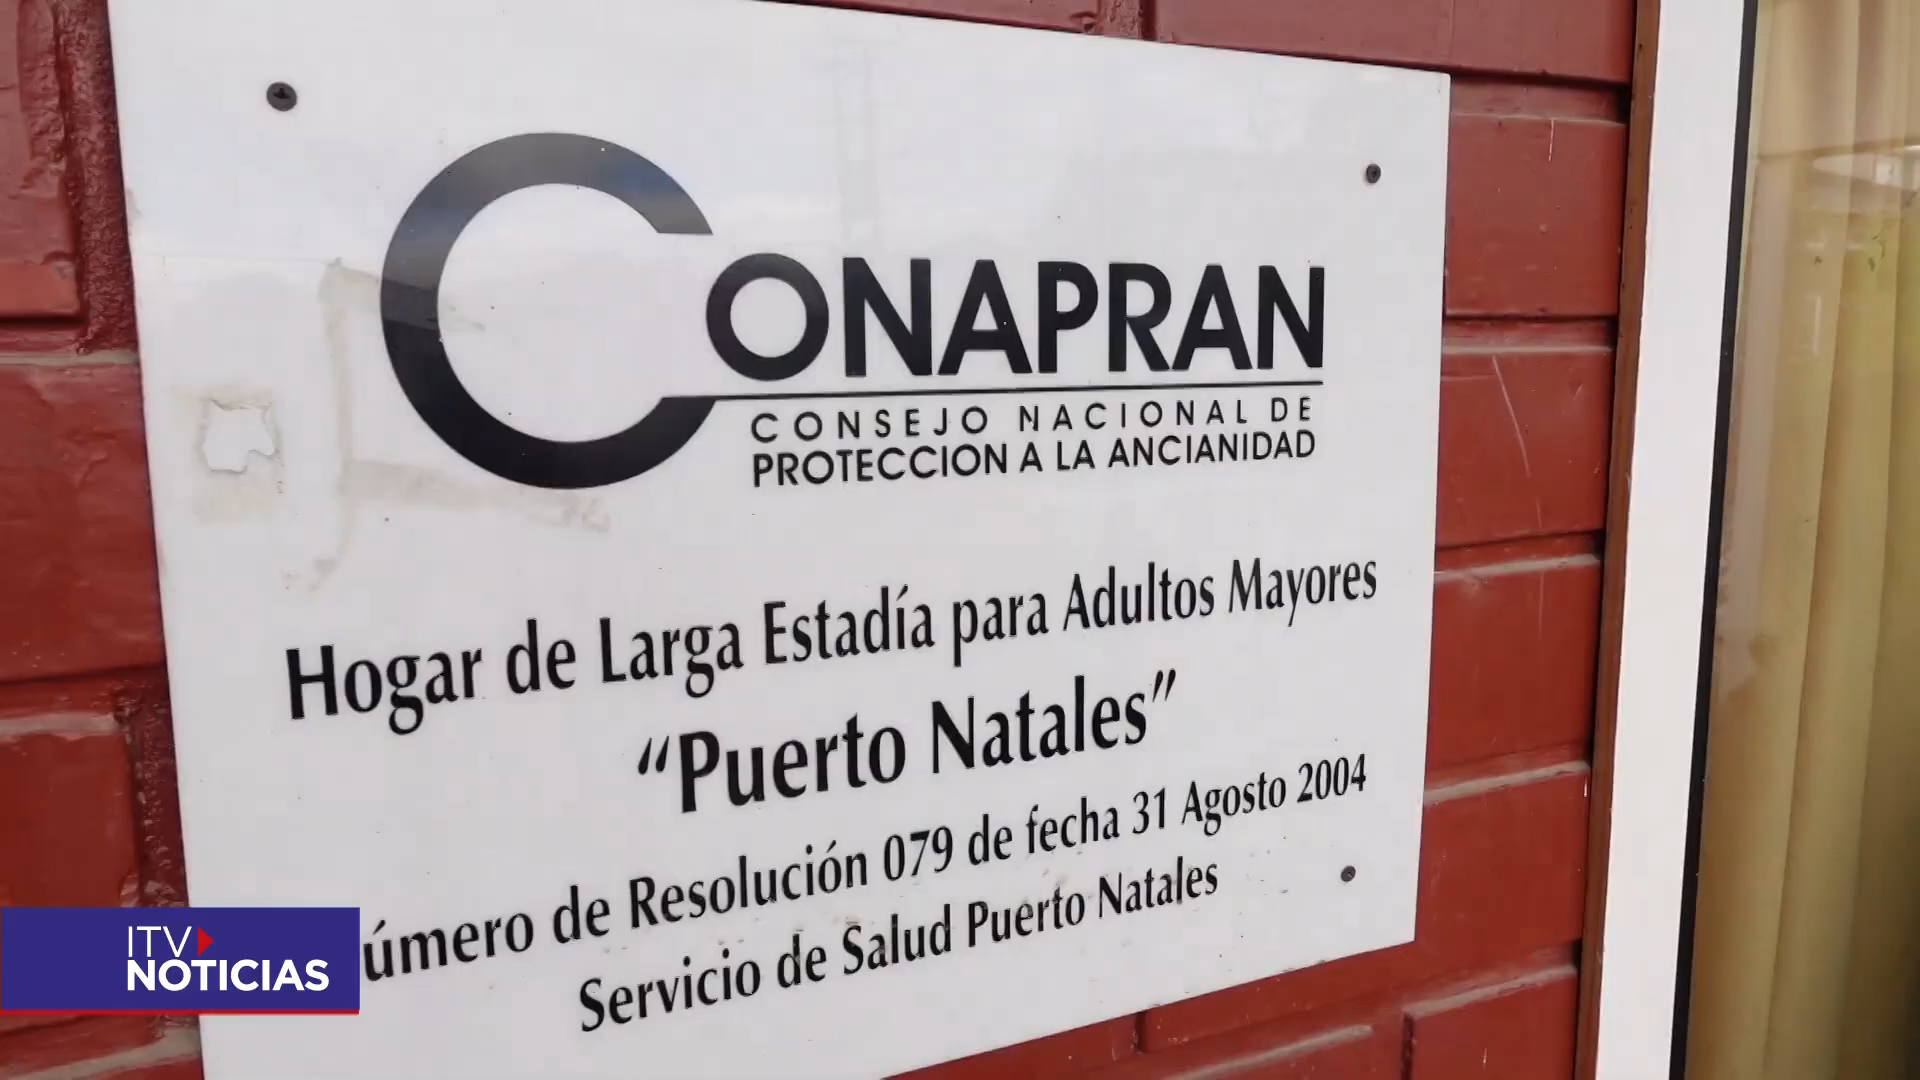 CONAPRAN
CONSEJO NACIONAL DE
PROTECCION A LA ANCIANIDAD
Hogar de Larga Estadía para Adultos Mayores
“Puerto Natales”
úmero de Resolución 079 de fecha 31 Agosto 2004
Servicio de Salud Puerto Natales
ITV
NOTICIAS